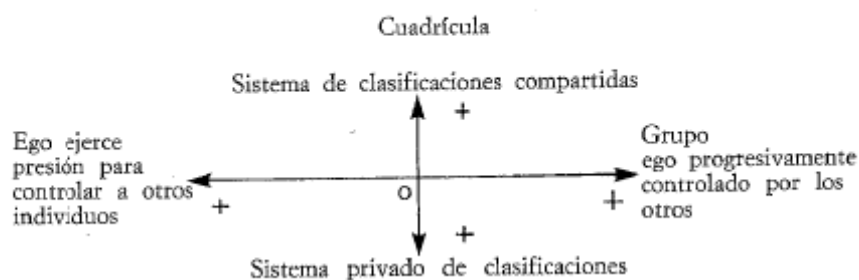 Cuadrícula
Sistema de clasificaciones compartidas
+
Ego ejerce
presión para
controlar a otros
individuos
+
O
Grupo
ego progresivamente
controlado por los
otros
+
+
Sistema privado de clasificaciones